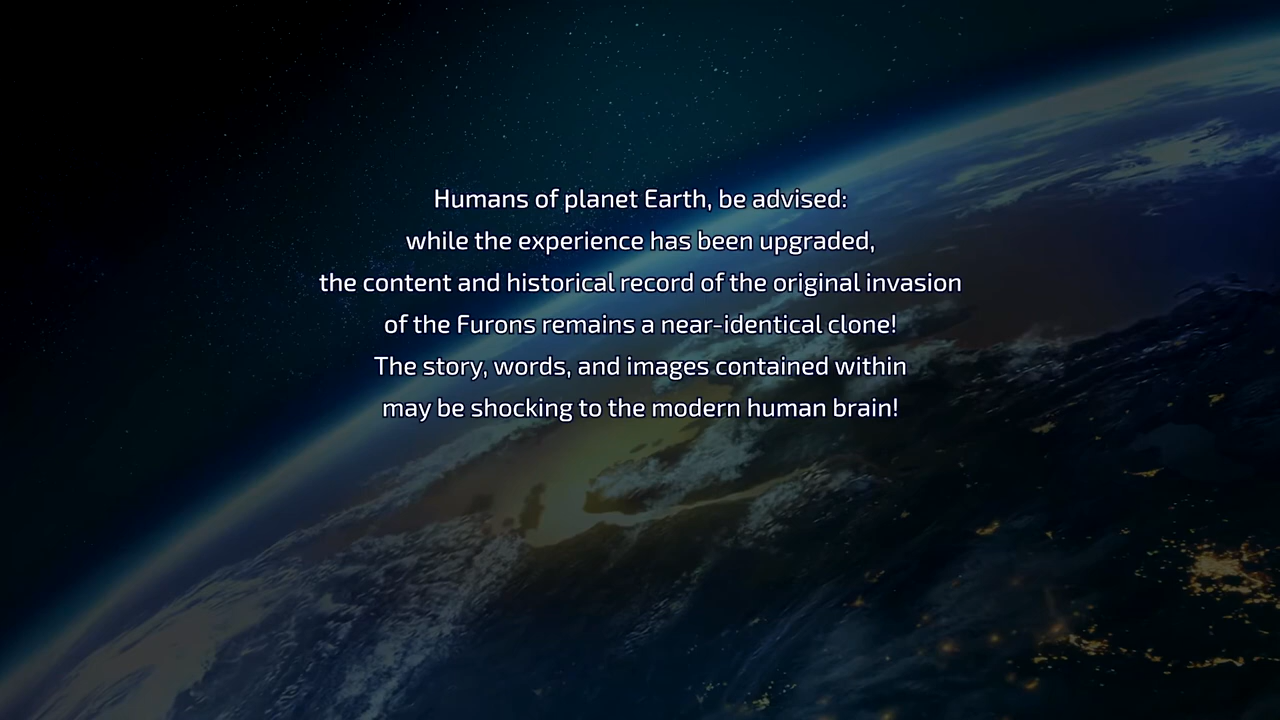 Humans of planet Earth, be advised:
while the experience has been upgraded,
the content and historical record of the original invasion
of the Furons remains a near-identical clone!
The story, words, and images contained within
may be shocking to the modern human brain!